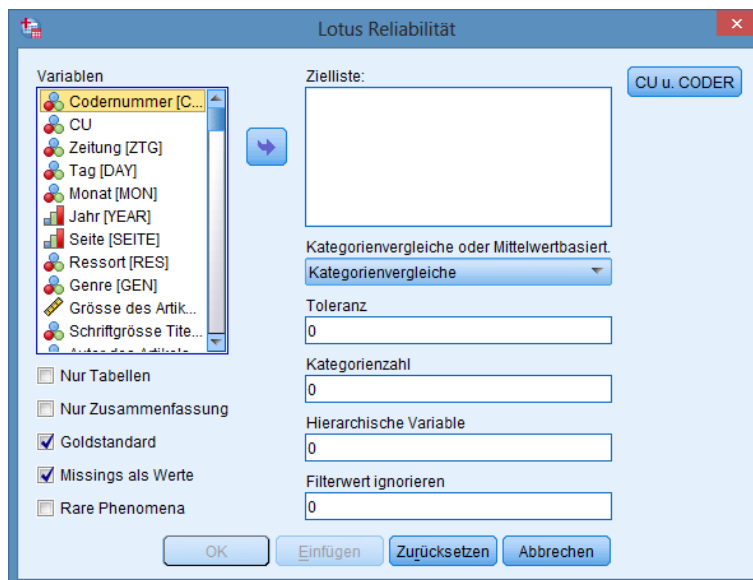 Lotus Reliabilität
Variablen
Codernummer [C...
CU
Zeitung [ZTG]
Tag [DAY]
Monat [MON]
Jahr [YEAR]
Seite [SEITE]
Ressort [RES]
Genre [GEN]
Grösse des Artik...
Schriftgrösse Tite...
Nur Tabellen
Nur Zusammenfassung
Goldstandard
Missings als Werte
Rare Phenomena
Zielliste:
CU u. CODER
Kategorienvergleiche oder Mittelwertbasiert.
Kategorienvergleiche
Toleranz
0
Kategorienzahl
0
Hierarchische Variable
0
Filterwert ignorieren
0
OK
Einfügen
Zurücksetzen
Abbrechen